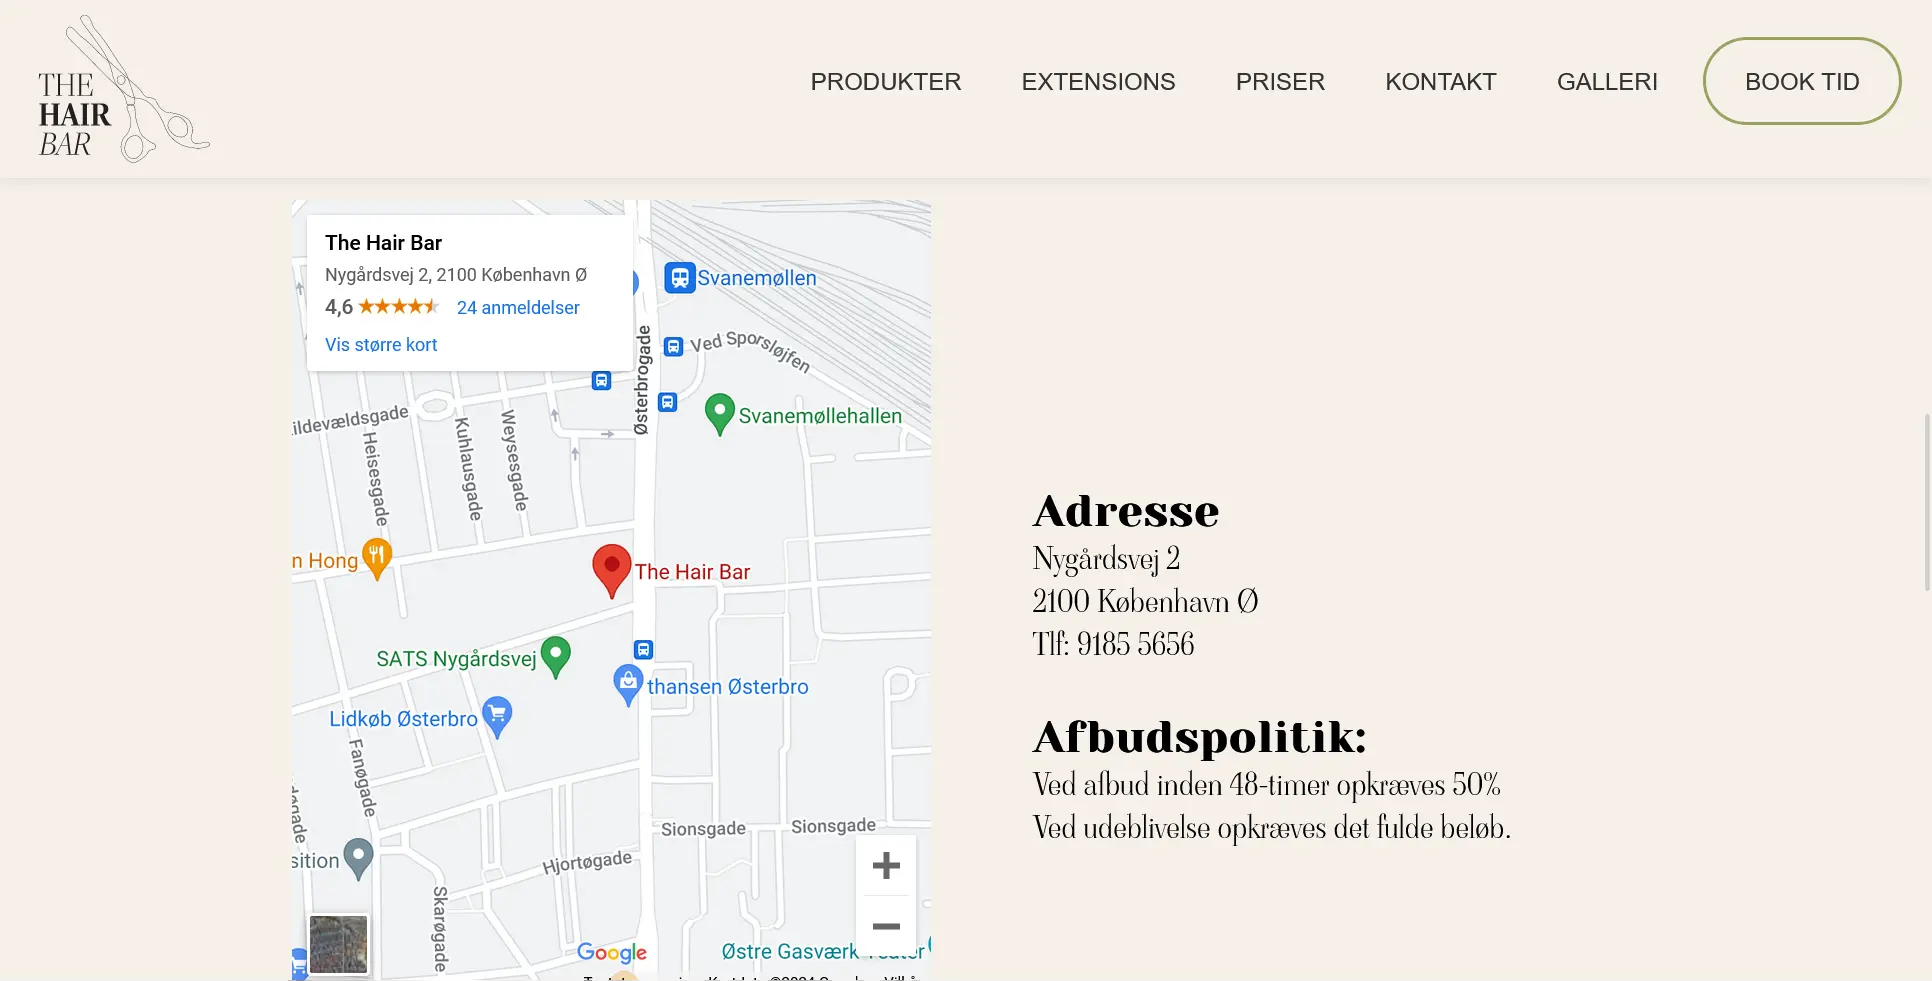 THE
HAIR
BAR
PRODUKTER
EXTENSIONS
PRISER
KONTAKT
GALLERI
BOOK TID
The Hair Bar
Nygårdsvej 2, 2100 København Ø
4,6
24 anmeldelser
Vis større kort
Svanemøllen
Ved Sporsløjfen
Østerbrogade
Svanemøllehallen
ildevældsgade
Heisesgade
Kuhlausgade
Weysesgade
n Hong
The Hair Bar
SATS Nygårdsvej
thansen Østerbro
Lidkøb Østerbro
Fanøgade
Sionsgade
Sionsgade
Hjortøgade
sition
Skarøgade
Google
Østre Gasværk
Adresse
Nygårdsvej 2
2100 København Ø
Tlf: 9185 5656
Afbudspolitik:
Ved afbud inden 48-timer opkræves 50%
Ved udeblivelse opkræves det fulde beløb.